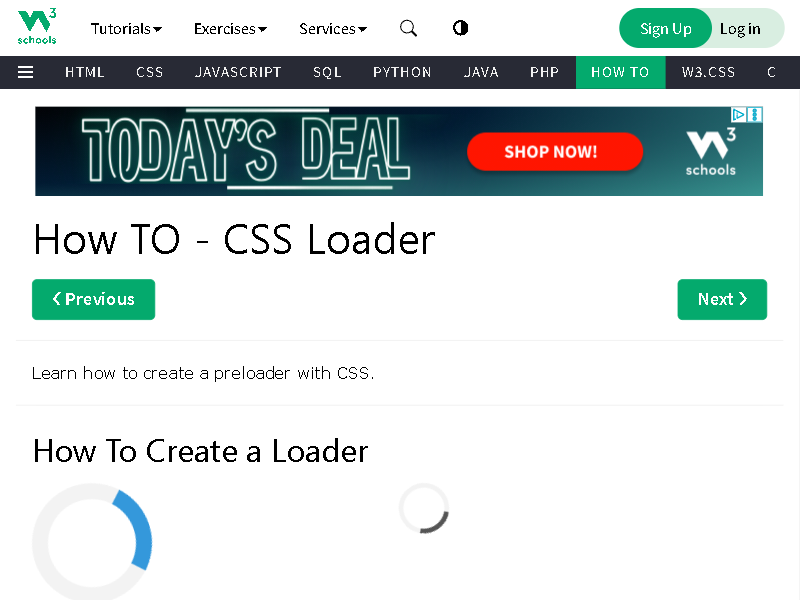 W3 schools
Tutorials Exercises Services Sign Up Log in
HTML CSS JAVASCRIPT SQL PYTHON JAVA PHP HOW TO W3.CSS C
TODAY'S DEAL SHOP NOW! W3 schools
How TO - CSS Loader
❮ Previous Next ❯
Learn how to create a preloader with CSS.
How To Create a Loader